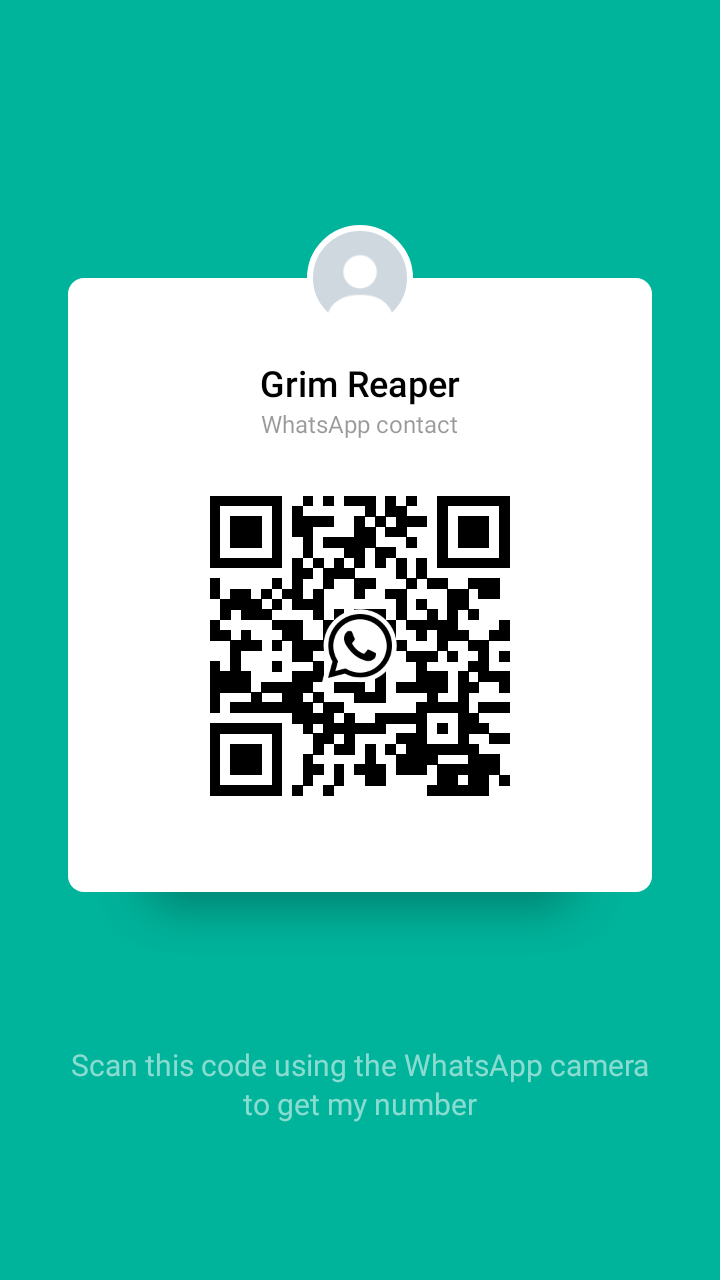 Grim Reaper
WhatsApp contact
Scan this code using the WhatsApp camera
to get my number